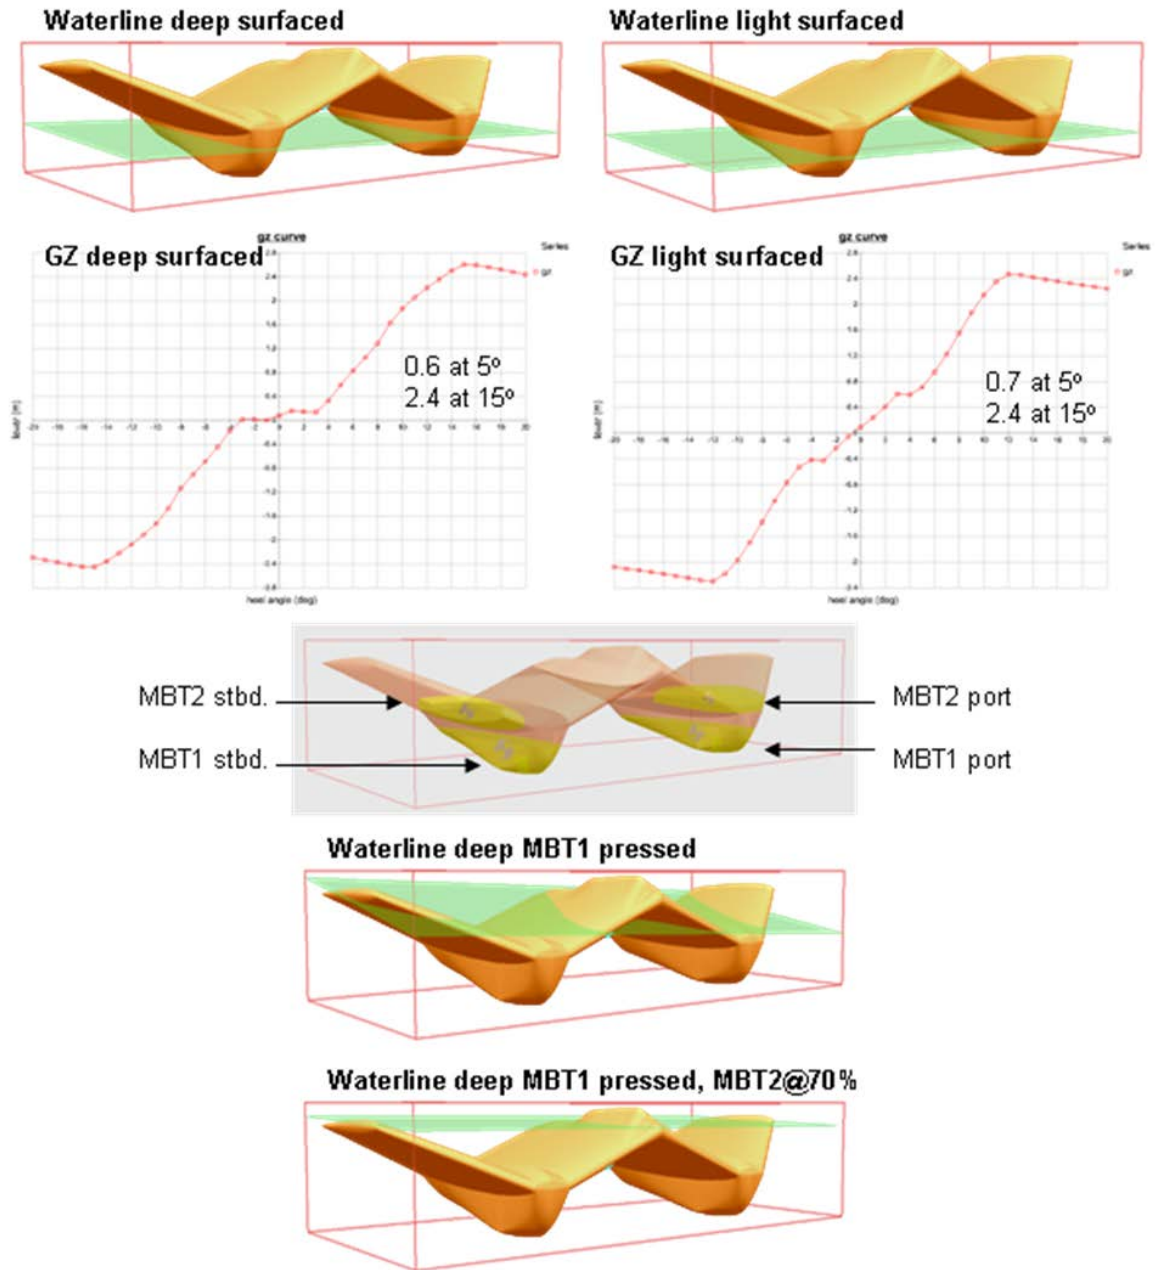 Waterline deep surfaced
Waterline light surfaced
gz curve
Series
gz
GZ deep surfaced
0.6 at 5º
2.4 at 15º
heel angle (deg)
gz curve
Series
gz
GZ light surfaced
0.7 at 5º
2.4 at 15º
heel angle (deg)
MBT2 stbd.
MBT2 port
MBT1 stbd.
MBT1 port
Waterline deep MBT1 pressed
Waterline deep MBT1 pressed, MBT2@70%